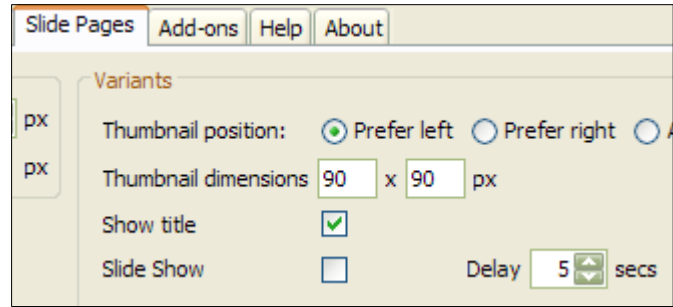 Slide Pages Add-ons Help About
Variants
px Thumbnail position: Prefer left Prefer right
px Thumbnail dimensions 90 x 90 px
Show title
Slide Show Delay 5 secs